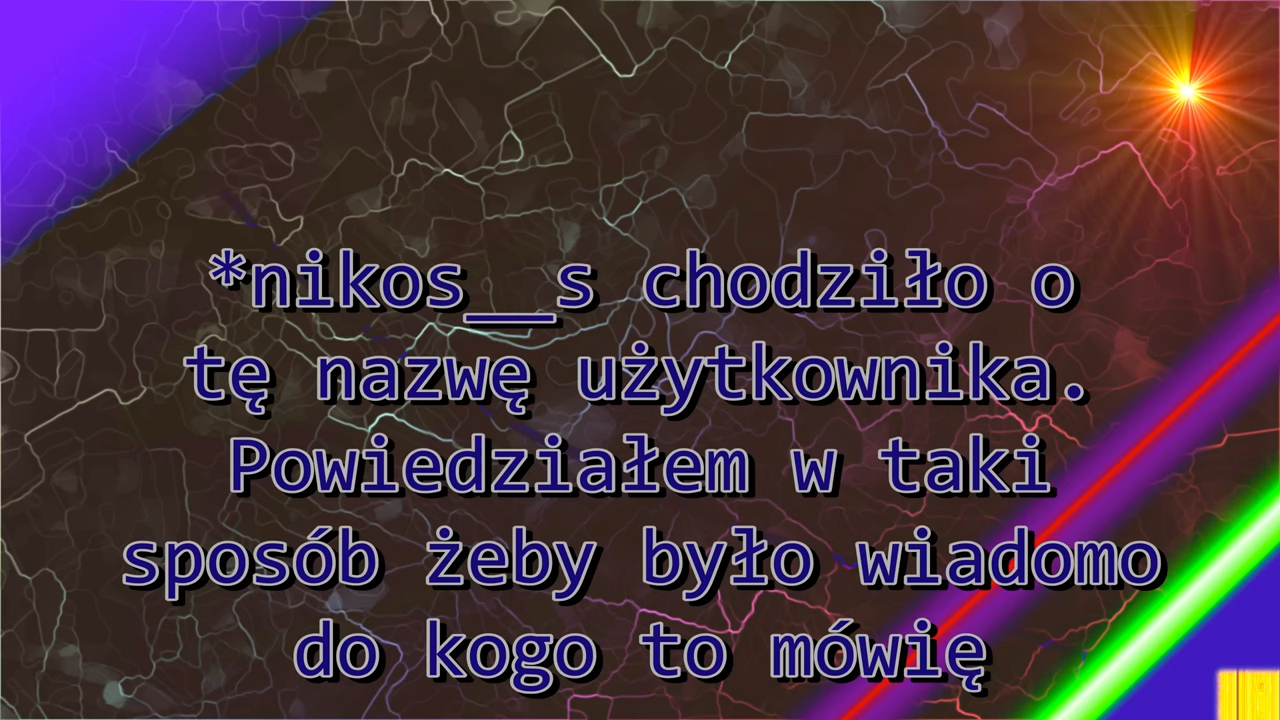 *nikos__s chodziło o
tę nazwę użytkownika.
Powiedziałem w taki
sposób żeby było wiadomo
do kogo to mówię